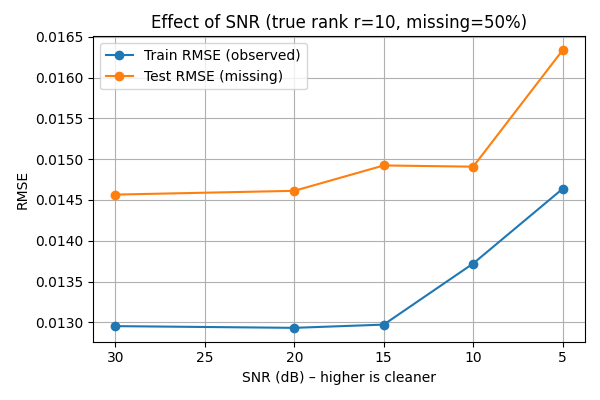 Effect of SNR (true rank r=10, missing=50%)
Train RMSE (observed)
Test RMSE (missing)
RMSE
0.0165
0.0160
0.0155
0.0150
0.0145
0.0140
0.0135
0.0130
30 25 20 15 10 5
SNR (dB) – higher is cleaner